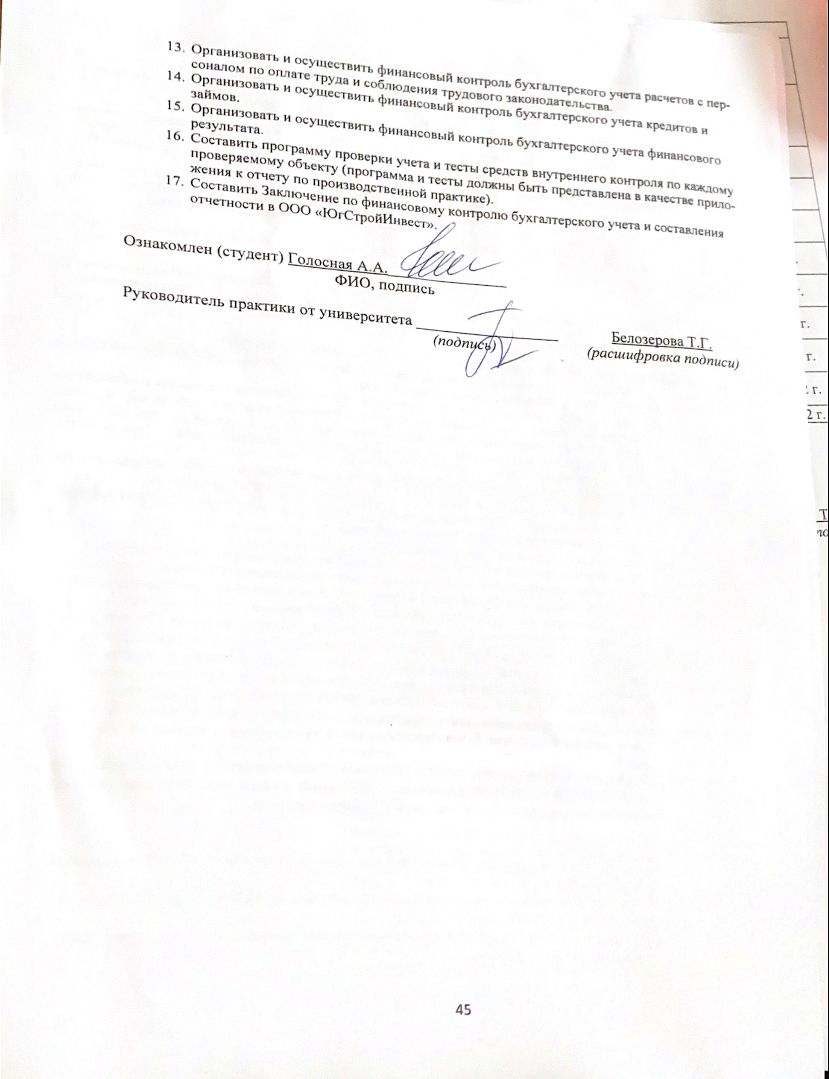 13. Организовать и осуществить финансовый контроль бухгалтерского учета расчетов с пер-
соналом по оплате труда и соблюдения трудового законодательства.
14. Организовать и осуществить финансовый контроль бухгалтерского учета кредитов и
займов.
15. Организовать и осуществить финансовый контроль бухгалтерского учета финансового
результата.
16. Составить программу проверки учета и тесты средств внутреннего контроля по каждому
проверяемому объекту (программа и тесты должны быть представлена в качестве прило-
жения к отчету по производственной практике).
17. Составить Заключение по финансовому контролю бухгалтерского учета и составления
отчетности в ООО «ЮгСтройИнвест».
Ознакомлен (студент) Голосная А.А.
ФИО, подпись
Руководитель практики от университета
Белозерова Т.Г.
(подпись)
(расшифровка подписи)
г.
г.
г.
г.
2 г.
Т
45